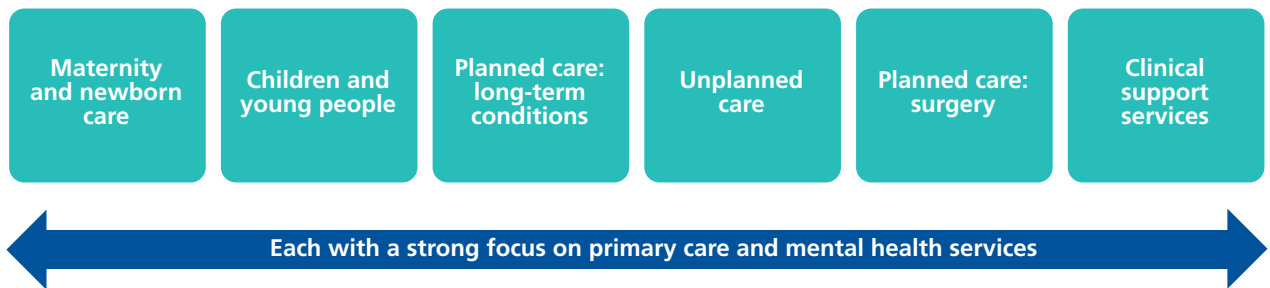 Maternity
and newborn
care
Children and
young people
Planned care:
long-term
conditions
Unplanned
care
Planned care:
surgery
Clinical
support
services
Each with a strong focus on primary care and mental health services